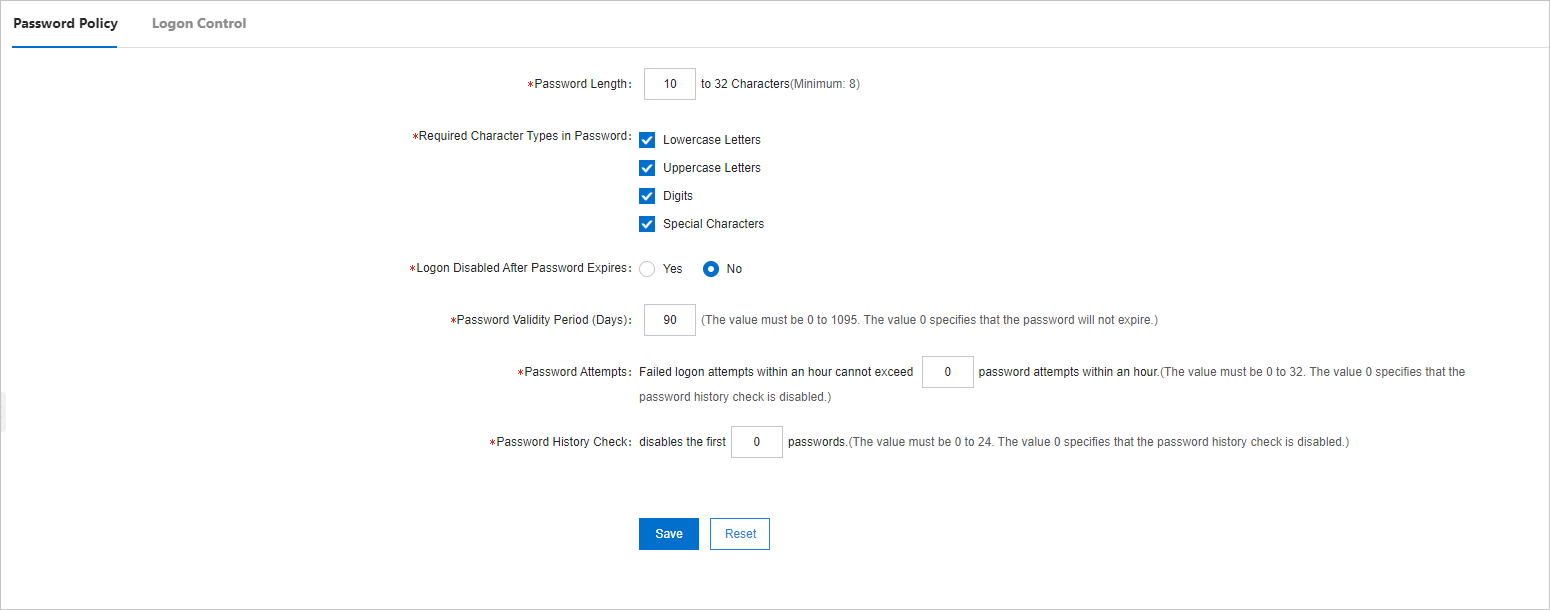 Password Policy Logon Control
*Password Length: 10 to 32 Characters(Minimum: 8)
*Required Character Types in Password: Lowercase Letters
Uppercase Letters
Digits
Special Characters
*Logon Disabled After Password Expires: Yes No
*Password Validity Period (Days): 90 (The value must be 0 to 1095. The value 0 specifies that the password will not expire.)
*Password Attempts: Failed logon attempts within an hour cannot exceed 0 password attempts within an hour.(The value must be 0 to 32. The value 0 specifies that the
password history check is disabled.)
*Password History Check: disables the first 0 passwords.(The value must be 0 to 24. The value 0 specifies that the password history check is disabled.)
Save Reset